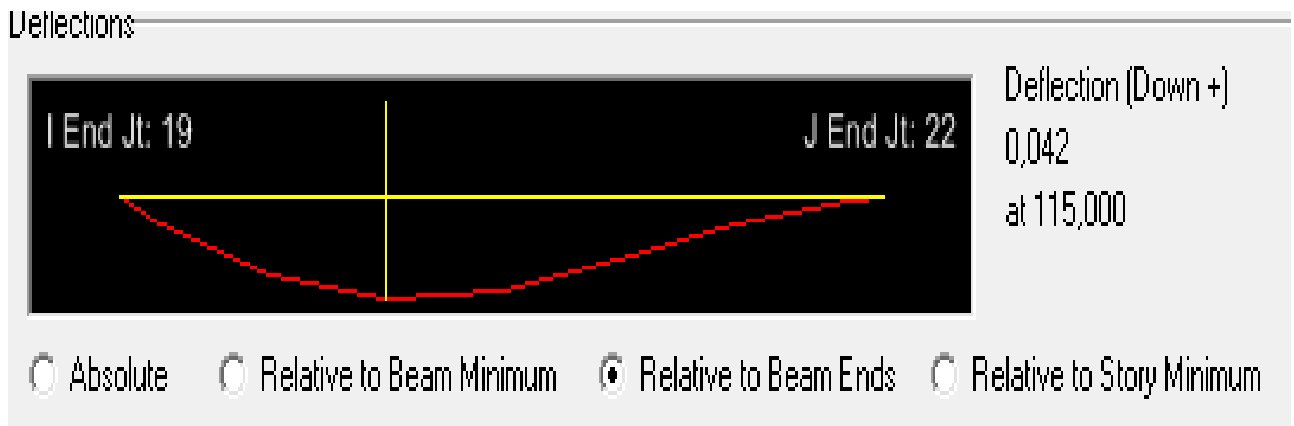 Deflections
I End Jt: 19
J End Jt: 22
Deflection (Down +)
0,042
at 115,000
Absolute
Relative to Beam Minimum
Relative to Beam Ends
Relative to Story Minimum